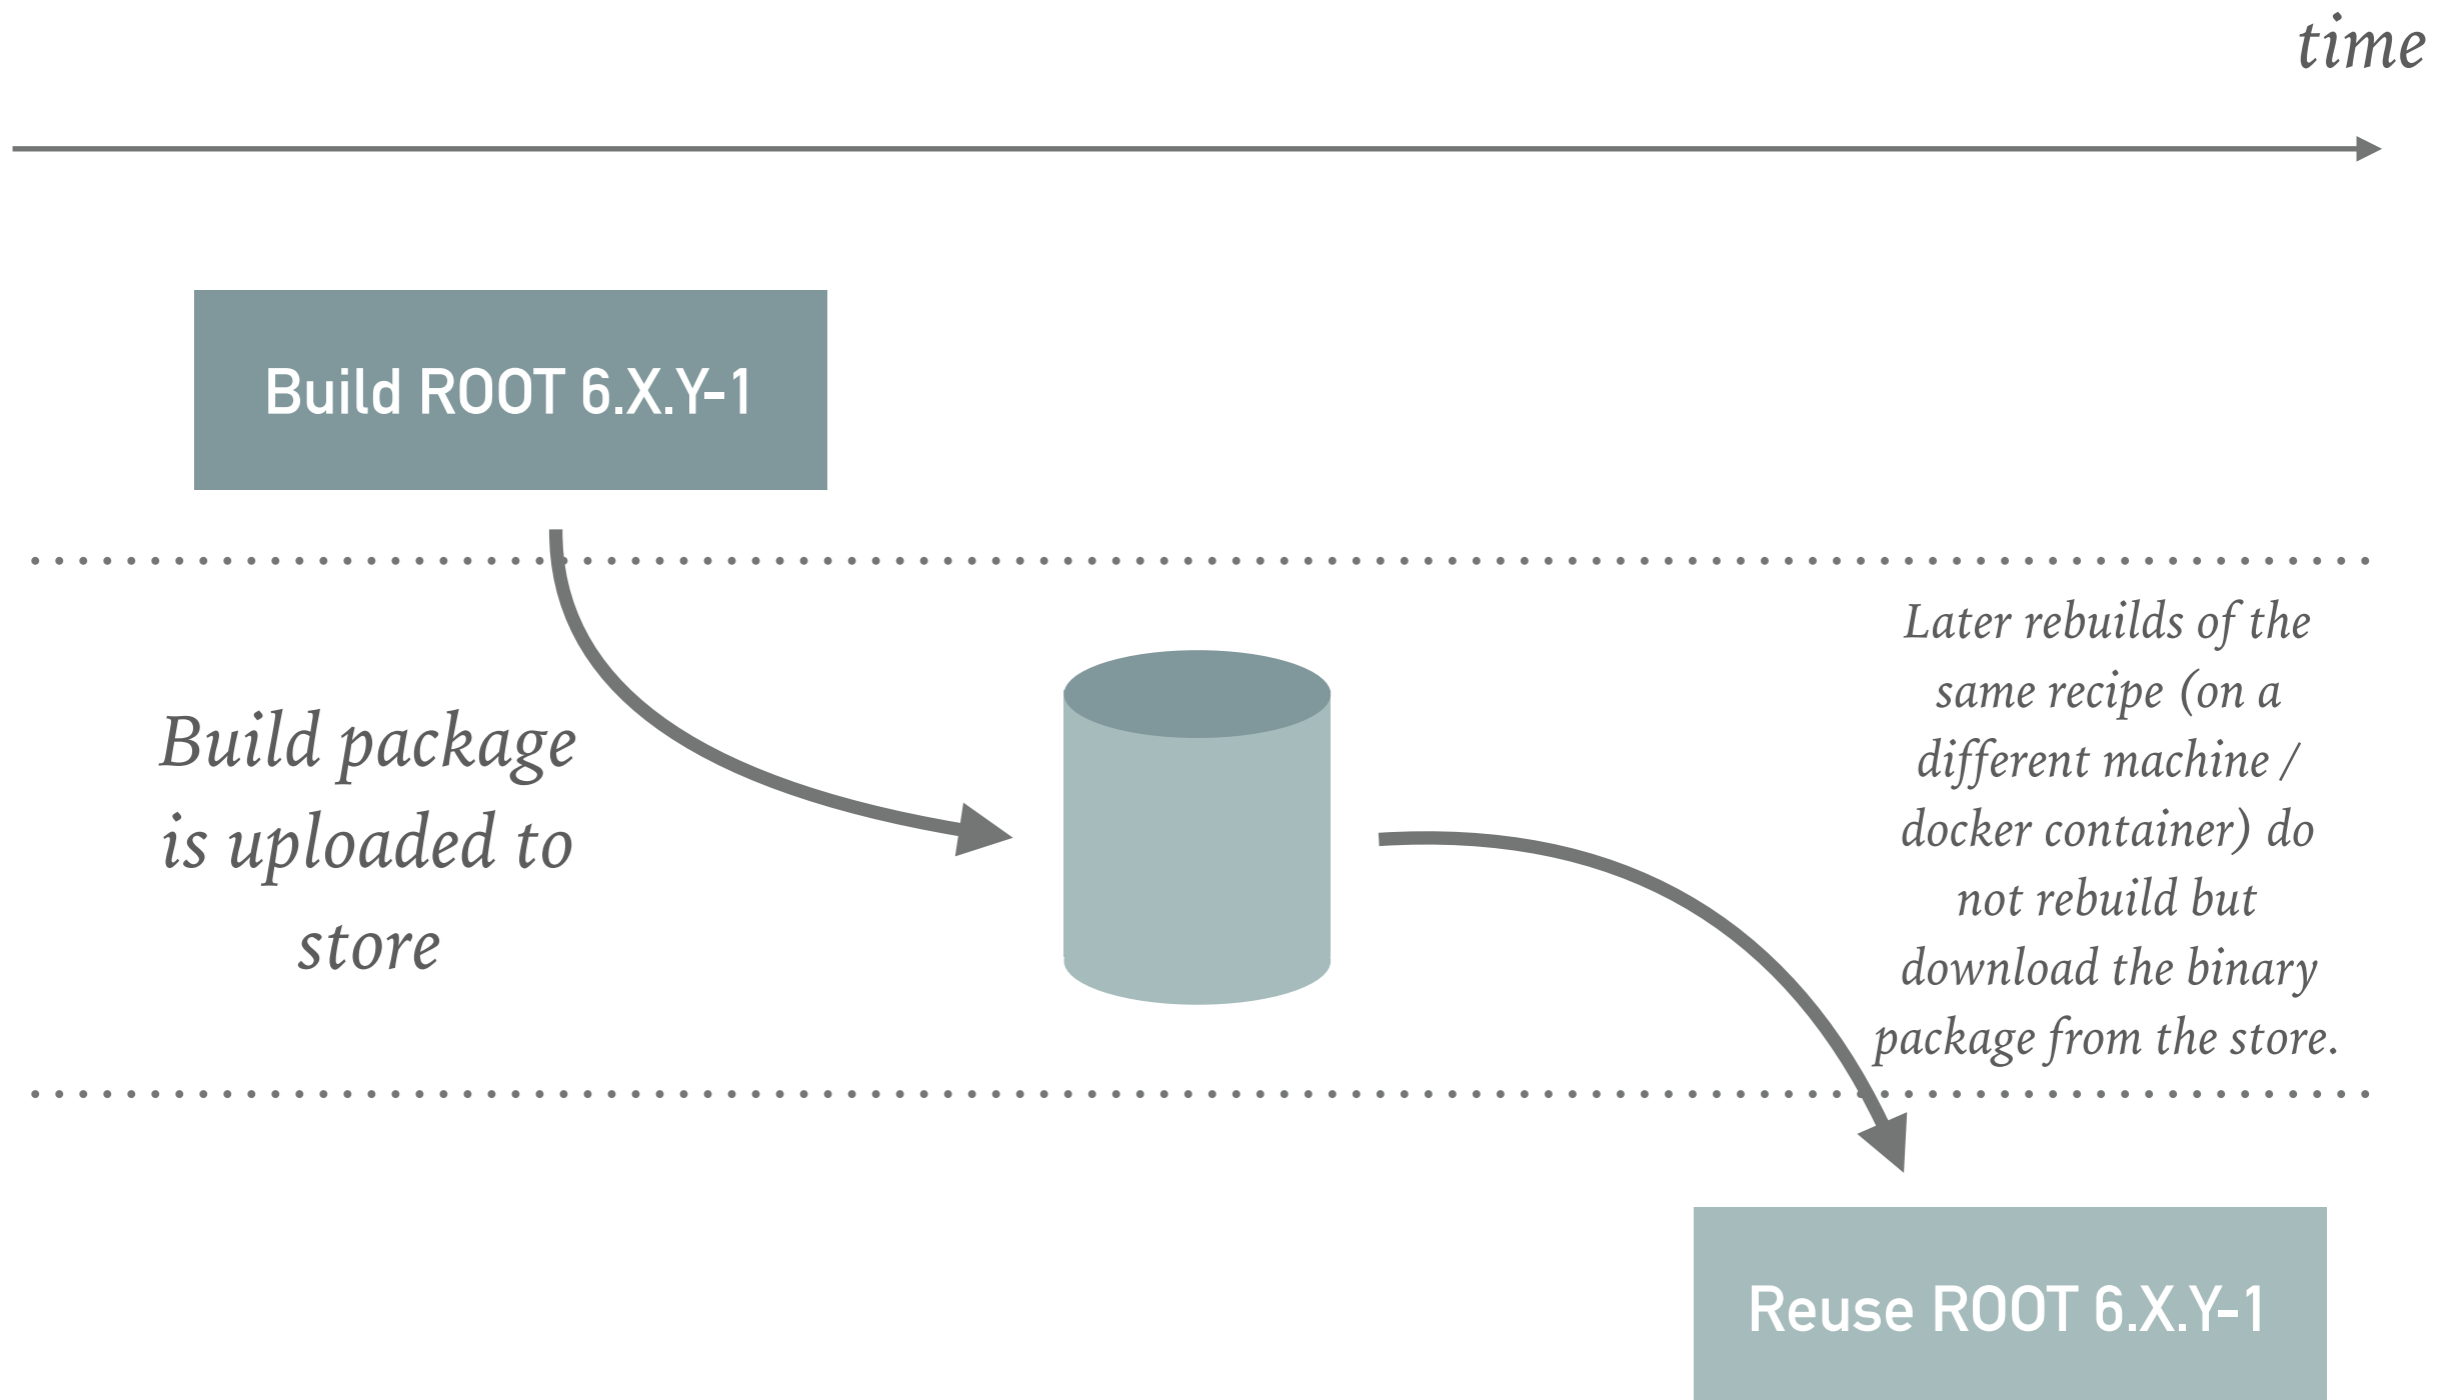 time
Build ROOT 6.X.Y-1
Build package
is uploaded to
store
Later rebuilds of the
same recipe (on a
different machine /
docker container) do
not rebuild but
download the binary
package from the store.
Reuse ROOT 6.X.Y-1